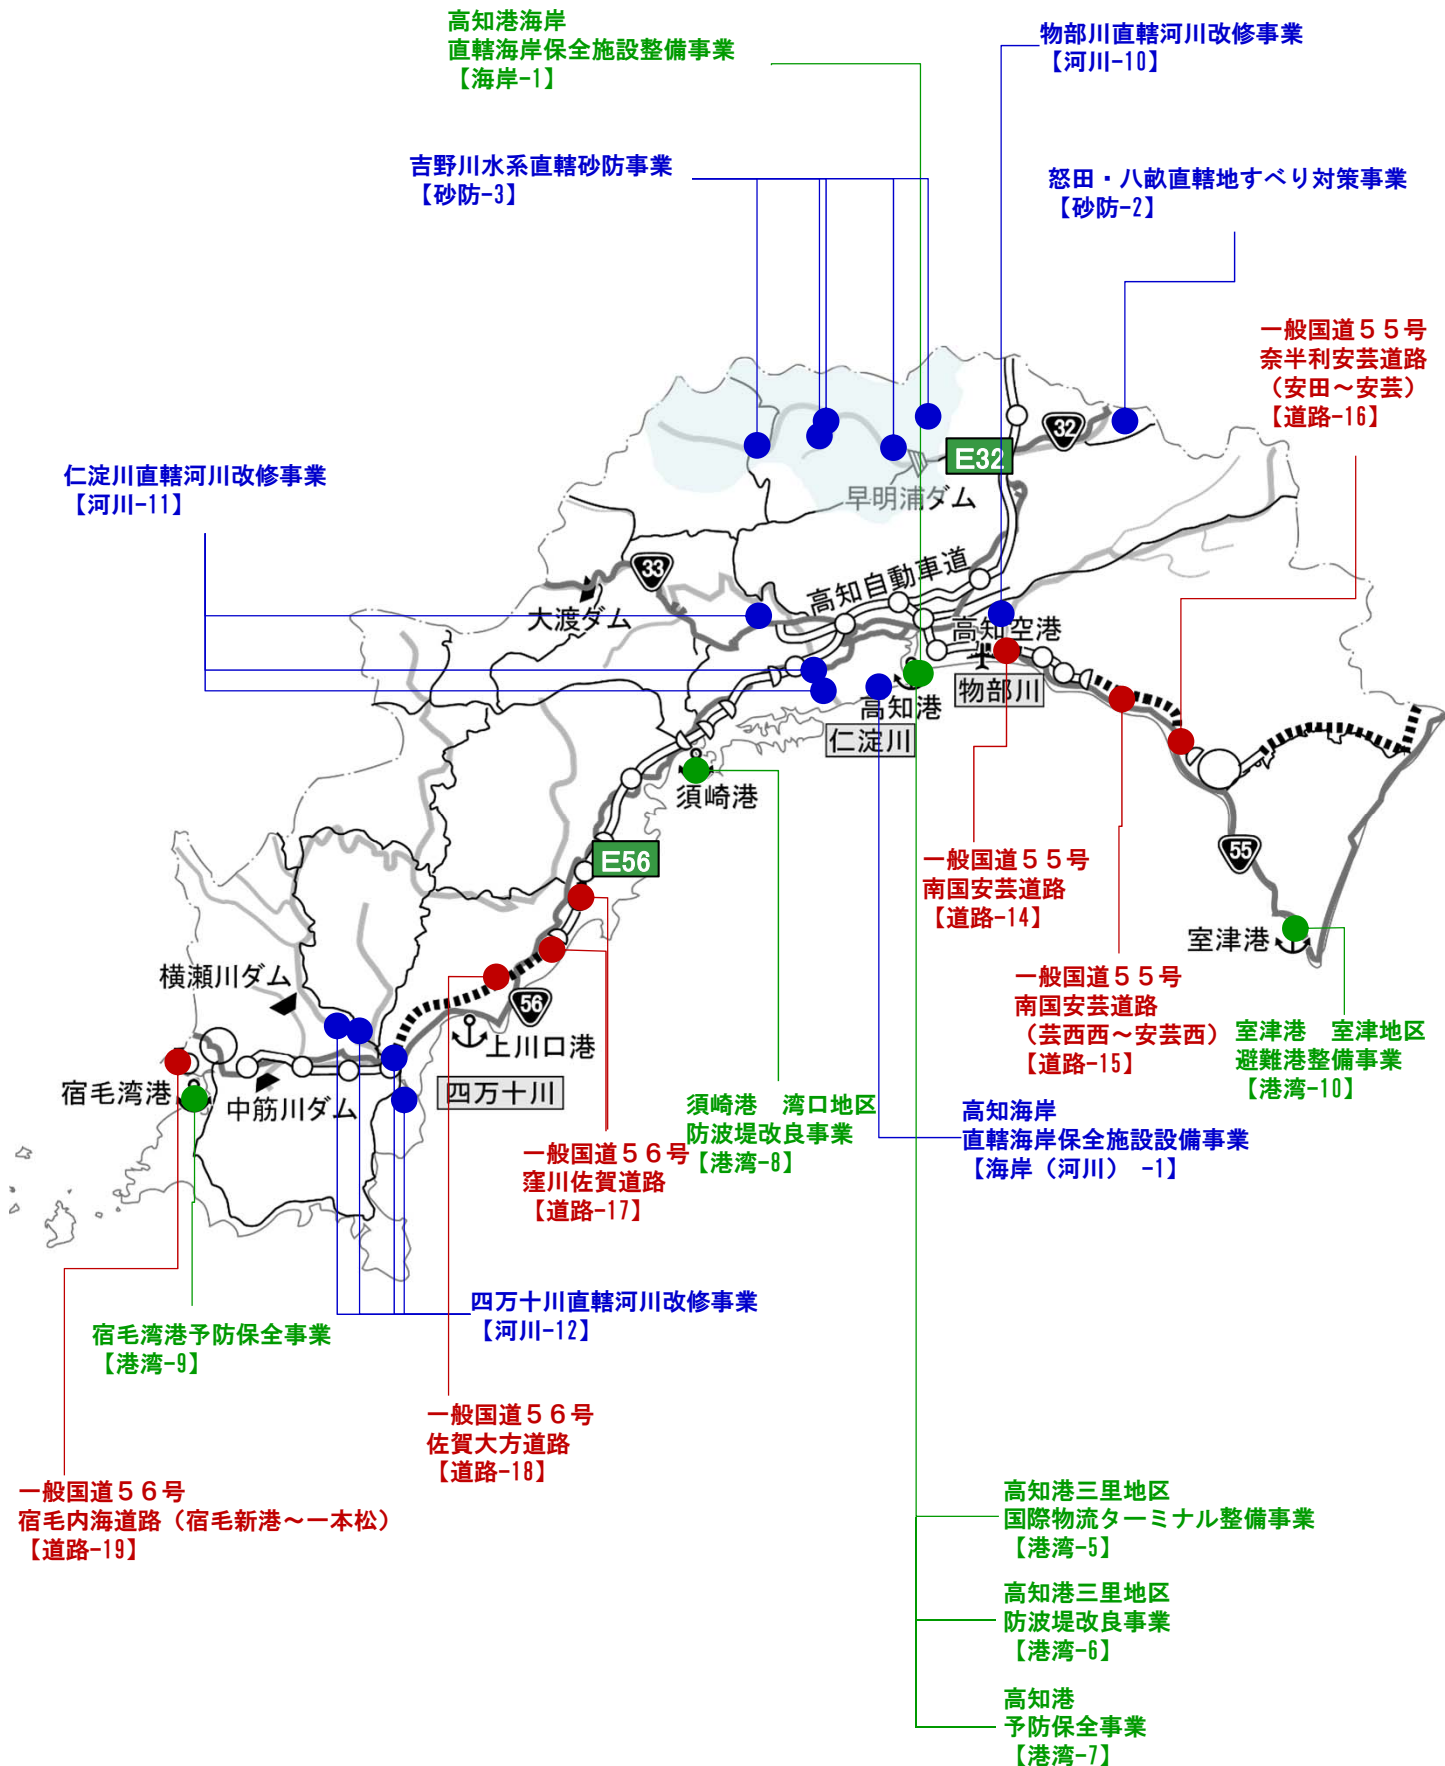 高知港海岸
直轄海岸保全施設整備事業
【海岸-1】
物部川直轄河川改修事業
【河川-10】
吉野川水系直轄砂防事業
【砂防-3】
怒田・八畝直轄地すべり対策事業
【砂防-2】
一般国道５５号
奈半利安芸道路
（安田～安芸）
【道路-16】
仁淀川直轄河川改修事業
【河川-11】
32
E32
早明浦ダム
33
大渡ダム
高知自動車道
高知空港
物部川
高知港
仁淀川
須崎港
E56
55
一般国道５５号
南国安芸道路
【道路-14】
室津港
横瀬川ダム
56
上川口港
一般国道５５号
南国安芸道路
（芸西西～安芸西）
【道路-15】
室津港　室津地区
避難港整備事業
【港湾-10】
宿毛湾港
中筋川ダム
四万十川
須崎港　湾口地区
防波堤改良事業
【港湾-8】
高知海岸
直轄海岸保全施設設備事業
【海岸（河川） -1】
一般国道５６号
窪川佐賀道路
【道路-17】
四万十川直轄河川改修事業
【河川-12】
宿毛湾港予防保全事業
【港湾-9】
一般国道５６号
佐賀大方道路
【道路-18】
一般国道５６号
宿毛内海道路（宿毛新港～一本松）
【道路-19】
高知港三里地区
国際物流ターミナル整備事業
【港湾-5】
高知港三里地区
防波堤改良事業
【港湾-6】
高知港
予防保全事業
【港湾-7】